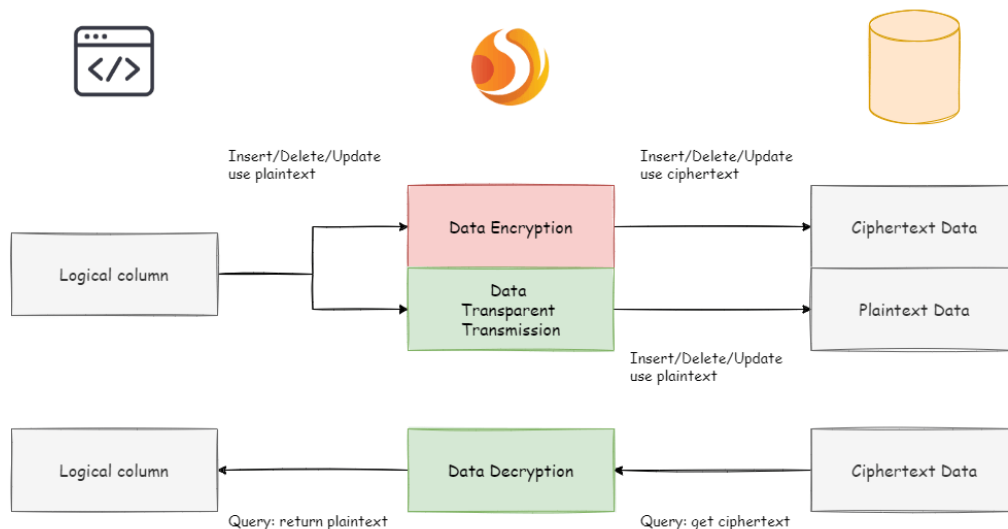 </>
Insert/Delete/Update
use plaintext
Insert/Delete/Update
use ciphertext
Logical column
Data Encryption
Ciphertext Data
Data
Transparent
Transmission
Plaintext Data
Insert/Delete/Update
use plaintext
Logical column
Data Decryption
Ciphertext Data
Query: return plaintext
Query: get ciphertext